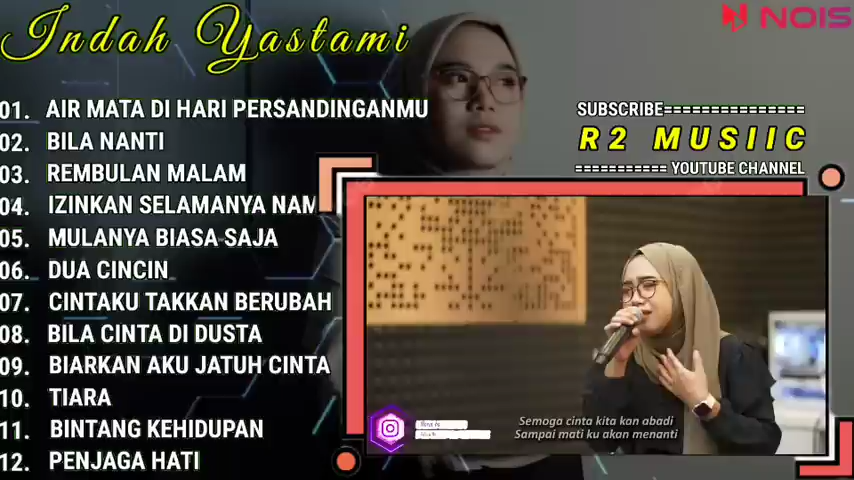 Indah Yastami
NOIS
01. AIR MATA DI HARI PERSANDINGANMU
02. BILA NANTI
03. REMBULAN MALAM
04. IZINKAN SELAMANYA NAM
05. MULANYA BIASA SAJA
06. DUA CINCIN
07. CINTAKU TAKKAN BERUBAH
08. BILA CINTA DI DUSTA
09. BIARKAN AKU JATUH CINTA
10. TIARA
11. BINTANG KEHIDUPAN
12. PENJAGA HATI
SUBSCRIBE===============
R2 MUSIIC
=========== YOUTUBE CHANNEL
Semoga cinta kita kan abadi
Sampai mati ku akan menanti